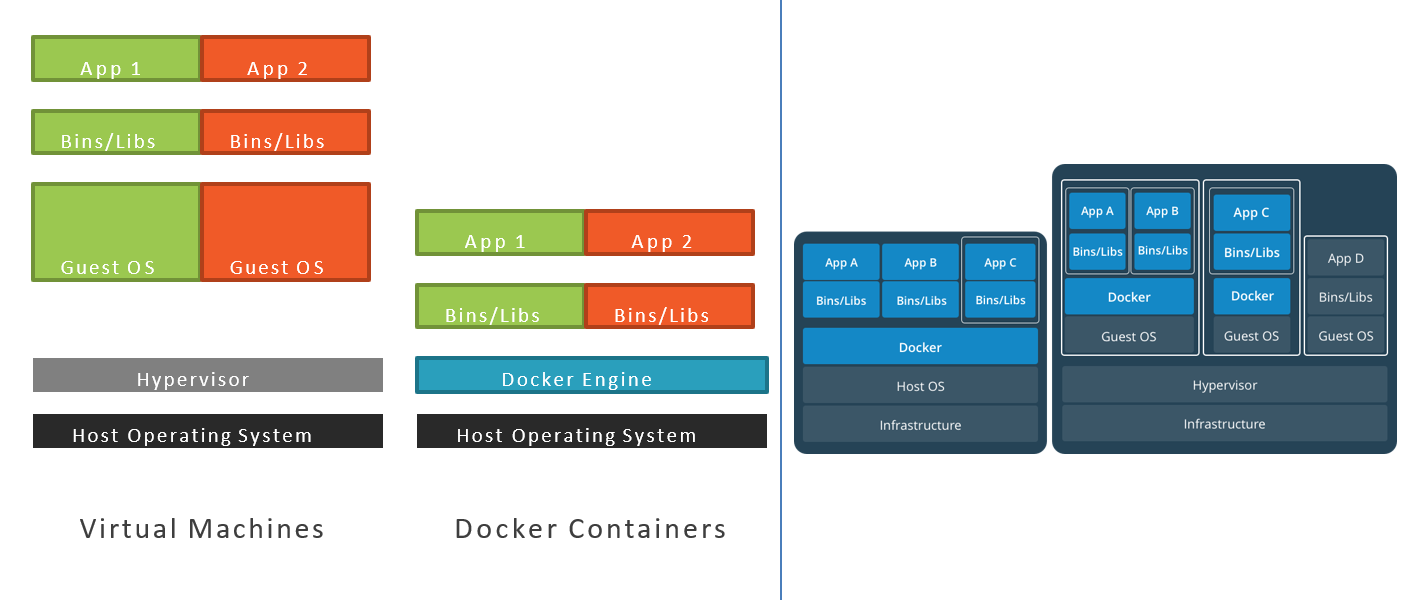 App 1
App 2
Bins/Libs
Bins/Libs
Guest OS
Guest OS
Hypervisor
Host Operating System
Virtual Machines
App 1
App 2
Bins/Libs
Bins/Libs
Docker Engine
Host Operating System
Docker Containers
App A
App B
App C
Bins/Libs
Bins/Libs
Bins/Libs
Docker
Host OS
Infrastructure
App A
App B
Bins/Libs
Bins/Libs
Docker
Guest OS
App C
Bins/Libs
Docker
Guest OS
App D
Bins/Libs
Guest OS
Hypervisor
Infrastructure